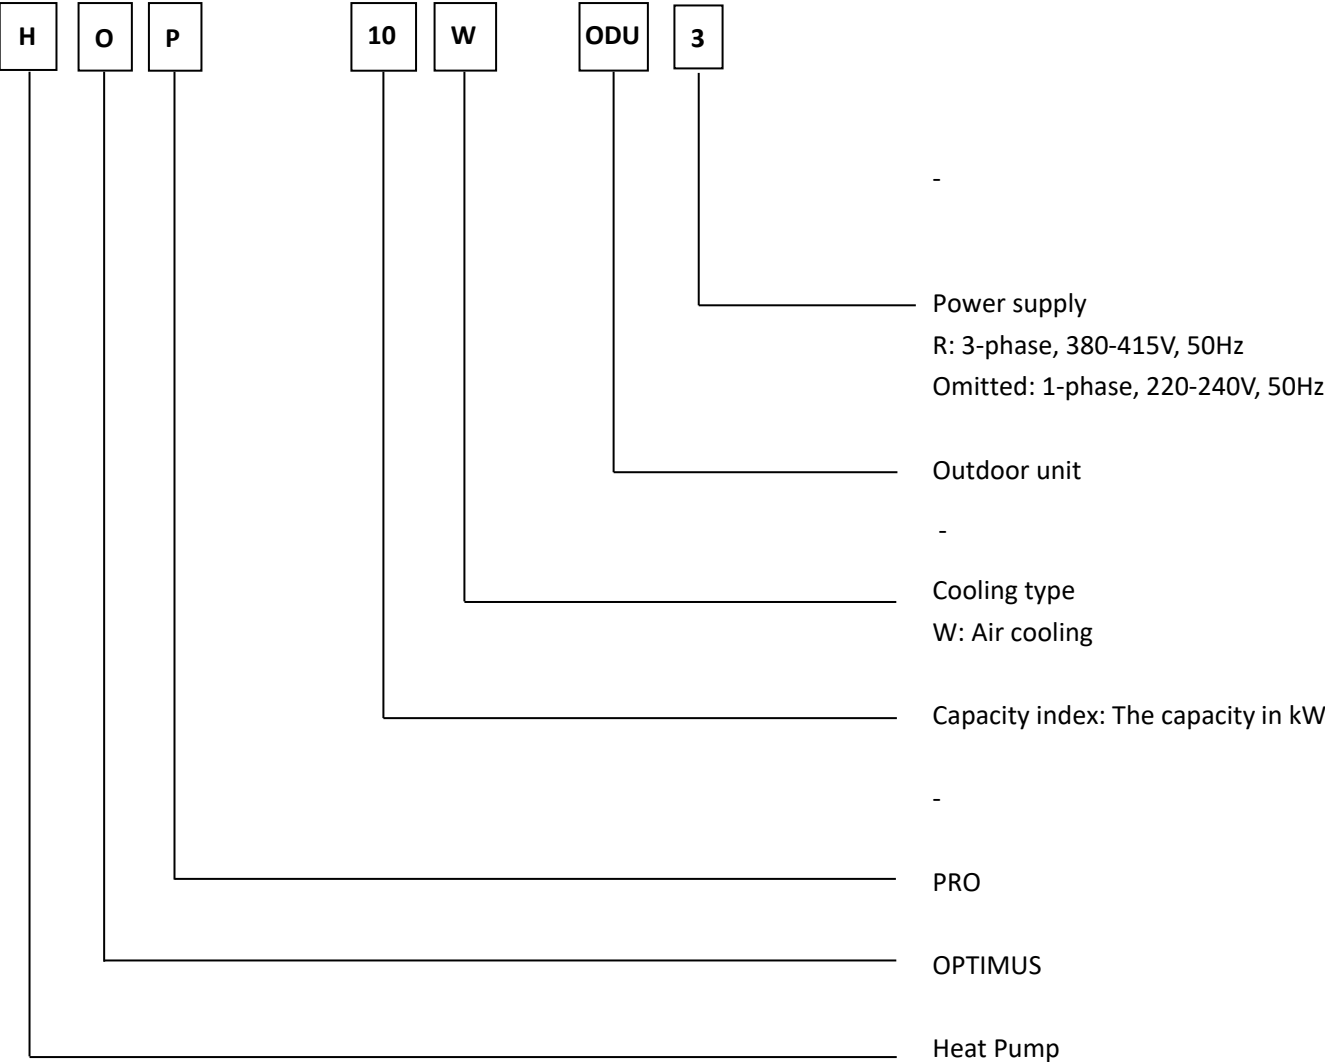 H O P 10 W ODU 3
-
Power supply
R: 3-phase, 380-415V, 50Hz
Omitted: 1-phase, 220-240V, 50Hz
Outdoor unit
-
Cooling type
W: Air cooling
Capacity index: The capacity in kW
-
PRO
OPTIMUS
Heat Pump